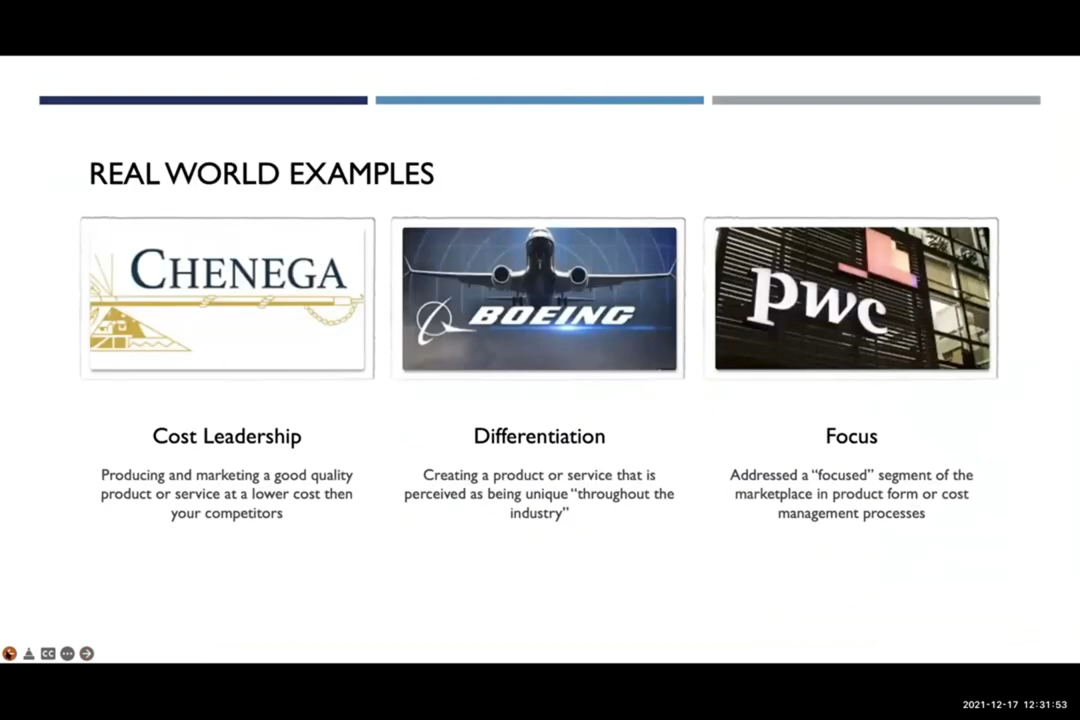 REAL WORLD EXAMPLES
CHENEGA
BOEING
pwc
Cost Leadership
Producing and marketing a good quality
product or service at a lower cost then
your competitors
Differentiation
Creating a product or service that is
perceived as being unique “throughout the
industry”
Focus
Addressed a “focused” segment of the
marketplace in product form or cost
management processes
CC
2021-12-17 12:31:53